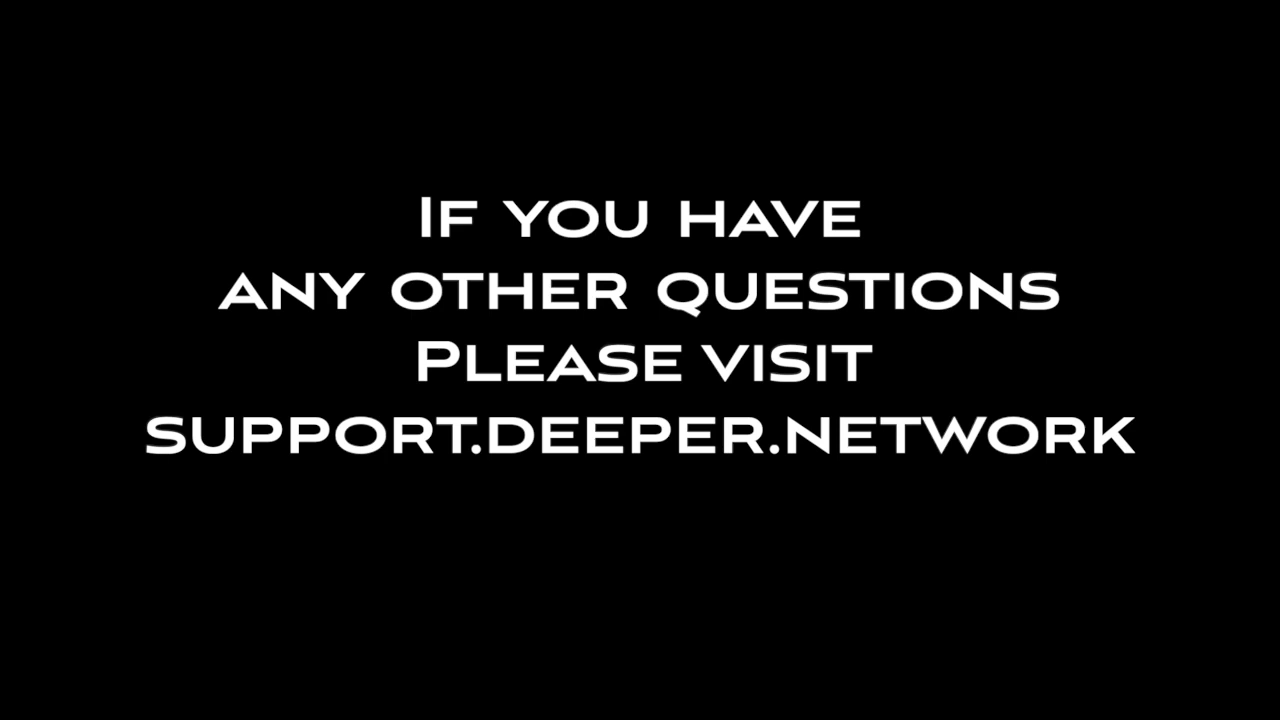 If you have
any other questions
Please visit
support.deeper.network